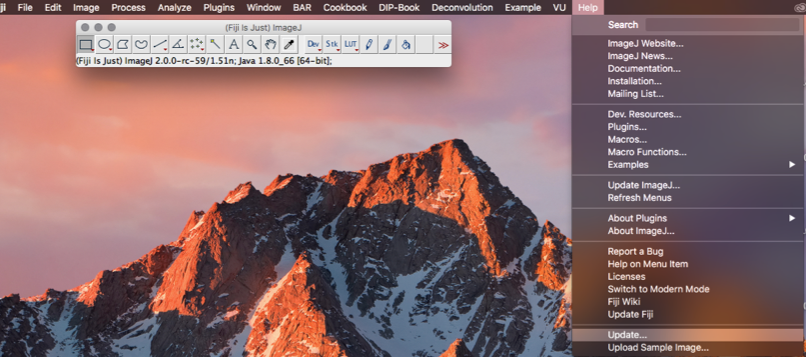 ji File Edit Image Process Analyze Plugins Window BAR Cookbook DIP-Book Deconvolution Example VU Help
(Fiji Is Just) ImageJ
Dev Stk LUT
(Fiji Is Just) ImageJ 2.0.0-rc-59/1.51n; Java 1.8.0_66 [64-bit];
Search
ImageJ Website...
ImageJ News...
Documentation...
Installation...
Mailing List...
Dev. Resources...
Plugins...
Macros...
Macro Functions...
Examples
Update ImageJ...
Refresh Menus
About Plugins
About ImageJ...
Report a Bug
Help on Menu Item
Licenses
Switch to Modern Mode
Fiji Wiki
Update Fiji
Update...
Upload Sample Image...